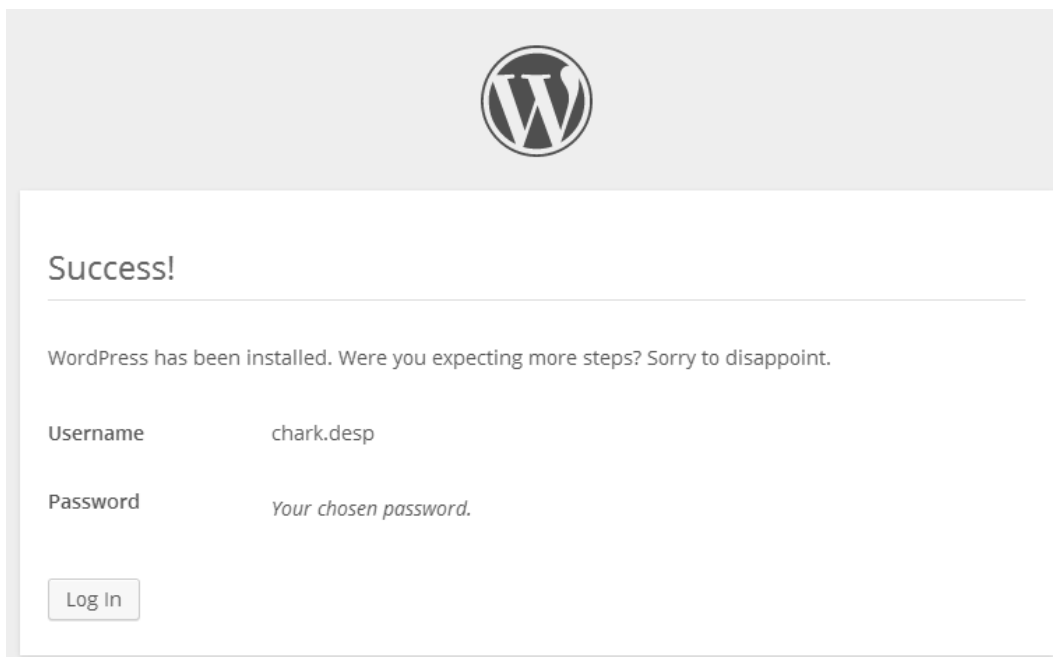 Success!
WordPress has been installed. Were you expecting more steps? Sorry to disappoint.
Username chark.desp
Password Your chosen password.
Log In